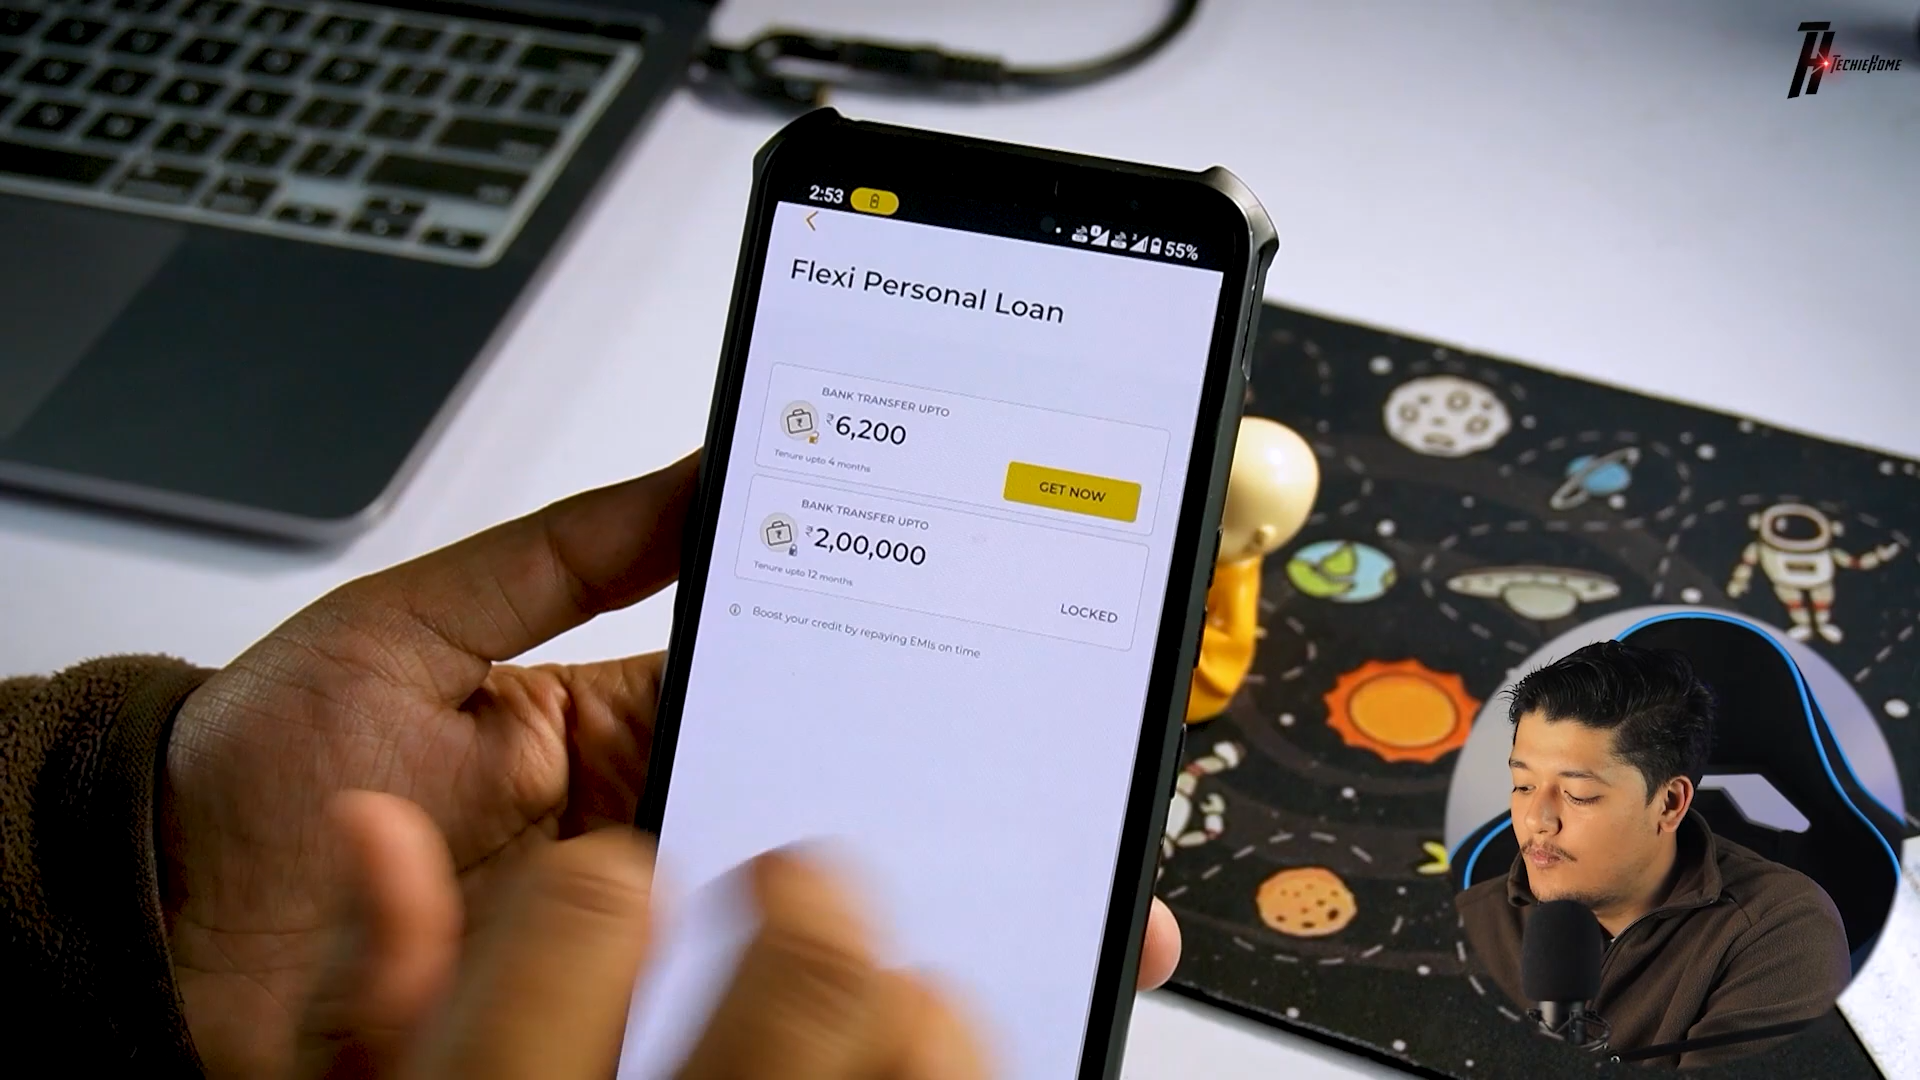 TECHIEHOME
2:53
55%
Flexi Personal Loan
BANK TRANSFER UPTO
₹6,200
Tenure upto 4 months
GET NOW
BANK TRANSFER UPTO
₹2,00,000
Tenure upto 12 months
LOCKED
Boost your credit by repaying EMIs on time